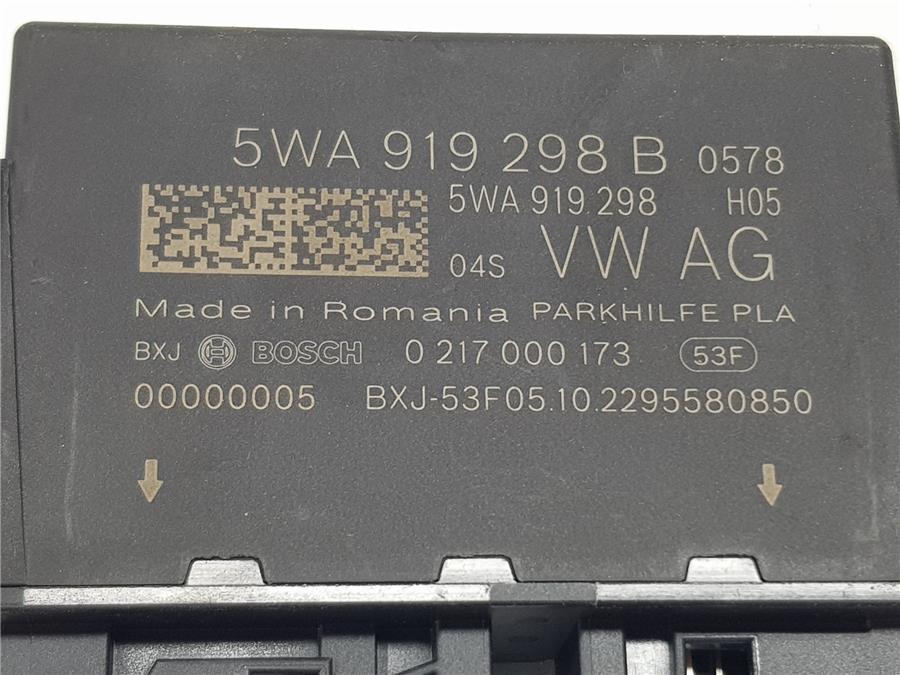 5WA 919 298 B 0578
5WA 919 298 H05
04S VW AG
Made in Romania PARKHILFE PLA
BXJ BOSCH 0 217 000 173 53F
00000005 BXJ-53F05.10.2295580850